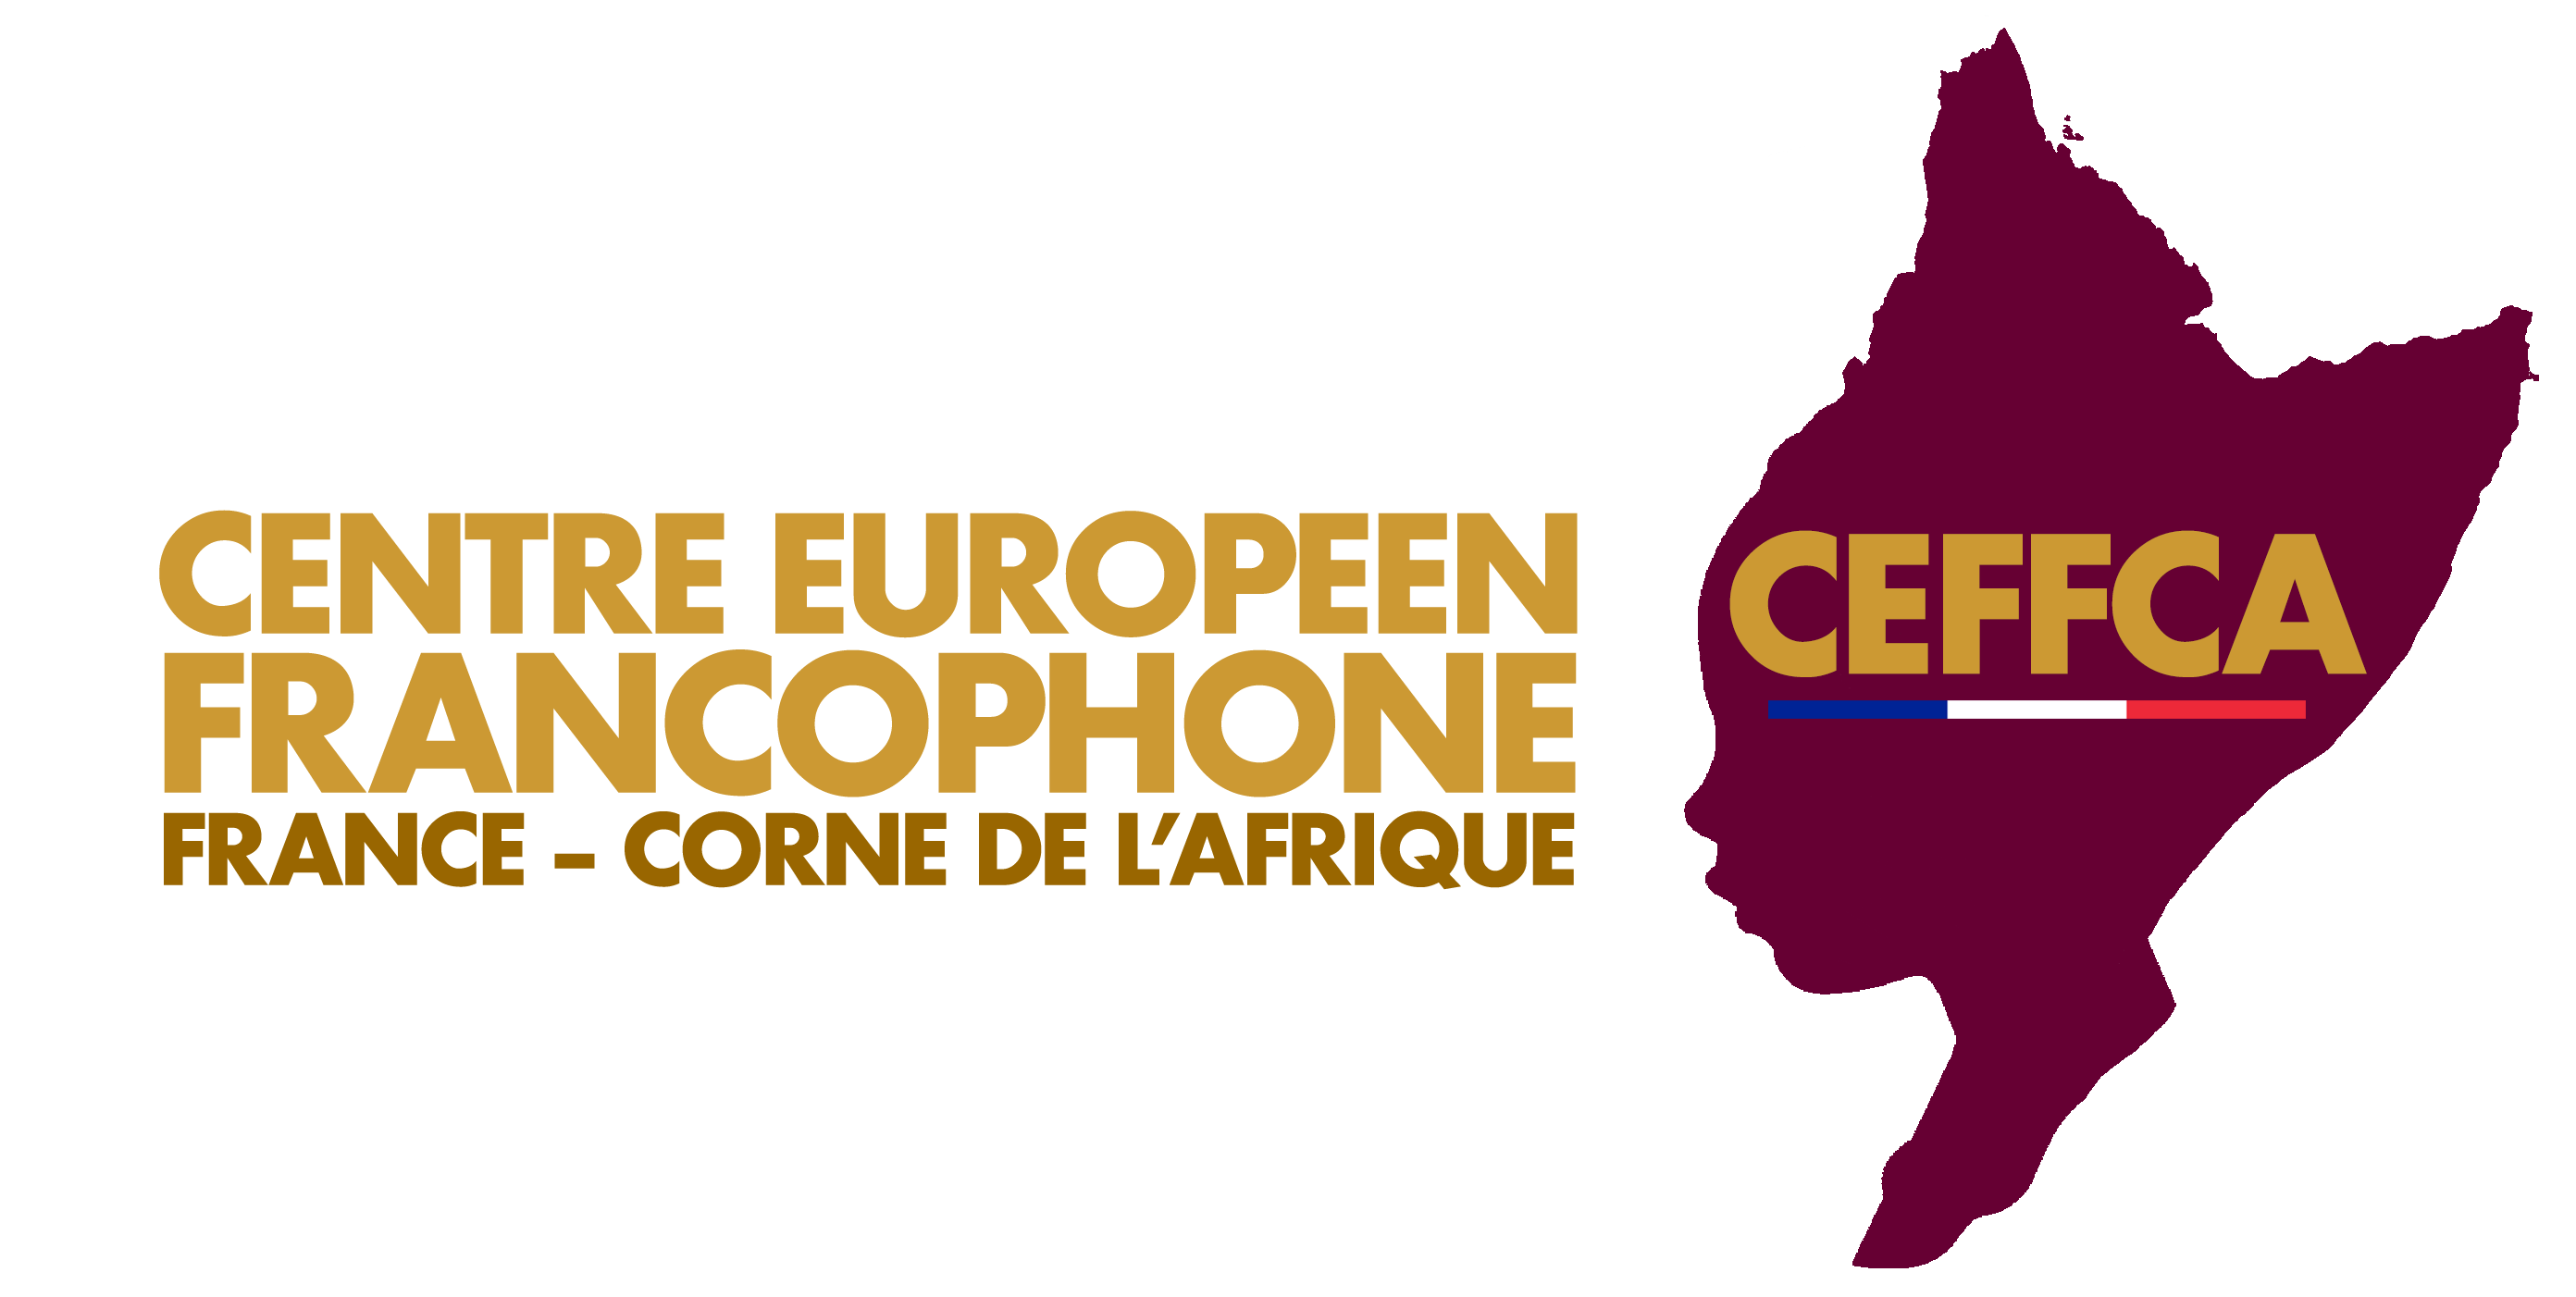 CENTRE EUROPEEN
FRANCOPHONE
FRANCE – CORNE DE L’AFRIQUE
CEFFCA